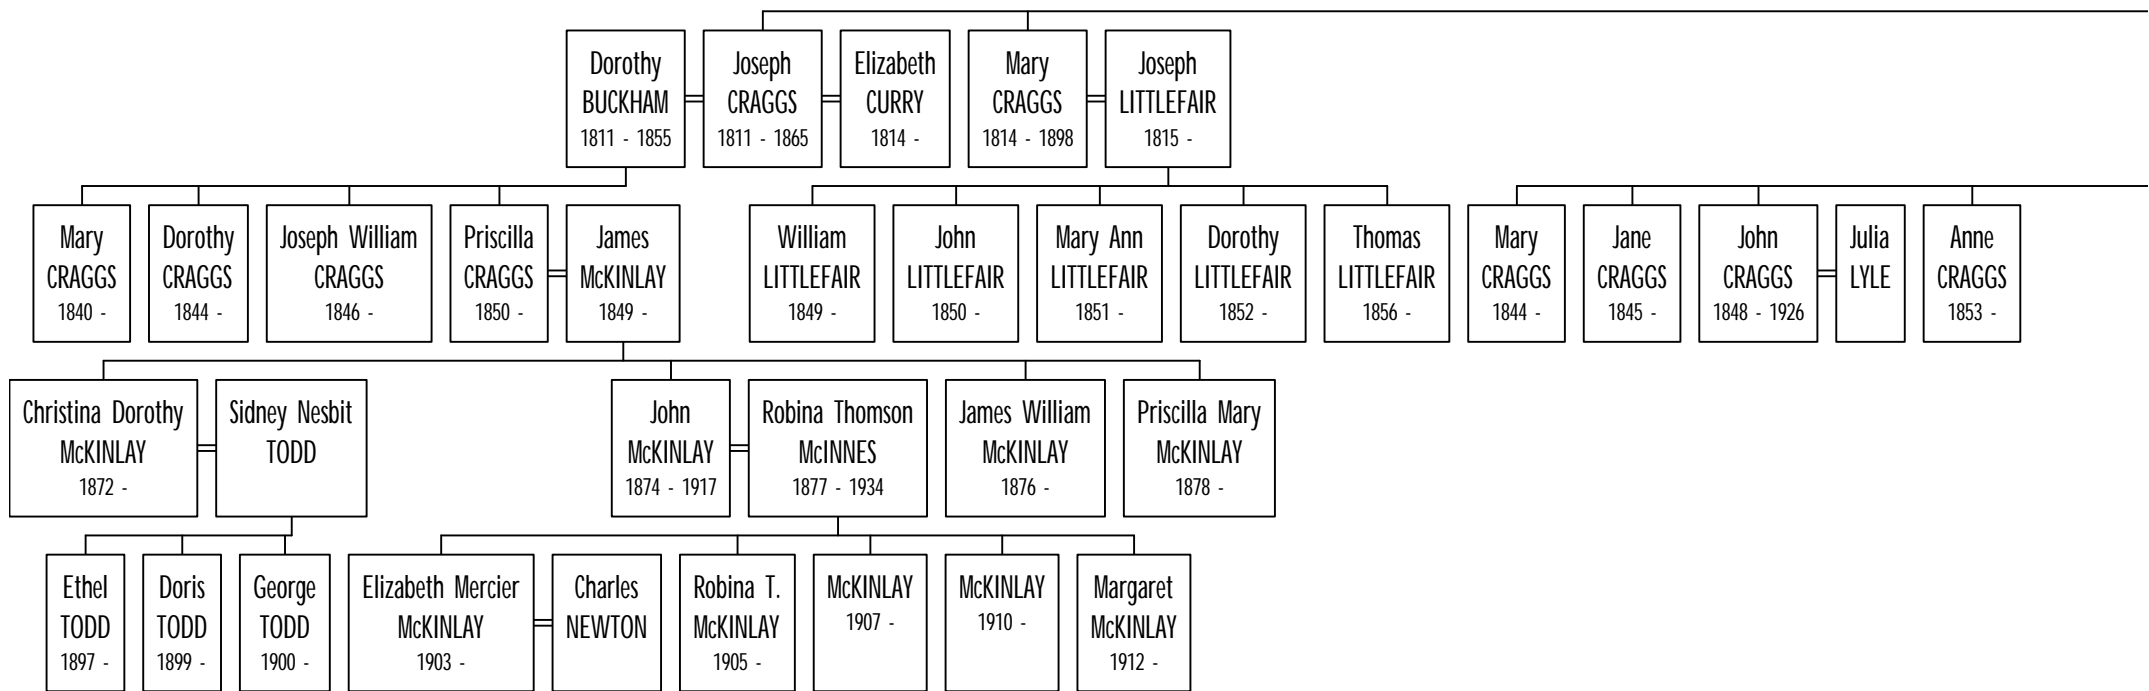 Dorothy
BUCKHAM
1811 - 1855
Joseph
CRAGGS
1811 - 1865
Elizabeth
CURRY
1814 -
Mary
CRAGGS
1814 - 1898
Joseph
LITTLEFAIR
1815 -
Mary
CRAGGS
1840 -
Dorothy
CRAGGS
1844 -
Joseph William
CRAGGS
1846 -
Priscilla
CRAGGS
1850 -
James
McKINLAY
1849 -
William
LITTLEFAIR
1849 -
John
LITTLEFAIR
1850 -
Mary Ann
LITTLEFAIR
1851 -
Dorothy
LITTLEFAIR
1852 -
Thomas
LITTLEFAIR
1856 -
Mary
CRAGGS
1844 -
Jane
CRAGGS
1845 -
John
CRAGGS
1848 - 1926
Julia
LYLE
Anne
CRAGGS
1853 -
Christina Dorothy
McKINLAY
1872 -
Sidney Nesbit
TODD
John
McKINLAY
1874 - 1917
Robina Thomson
McINNES
1877 - 1934
James William
McKINLAY
1876 -
Priscilla Mary
McKINLAY
1878 -
Ethel
TODD
1897 -
Doris
TODD
1899 -
George
TODD
1900 -
Elizabeth Mercier
McKINLAY
1903 -
Charles
NEWTON
Robina T.
McKINLAY
1905 -
McKINLAY
1907 -
McKINLAY
1910 -
Margaret
McKINLAY
1912 -